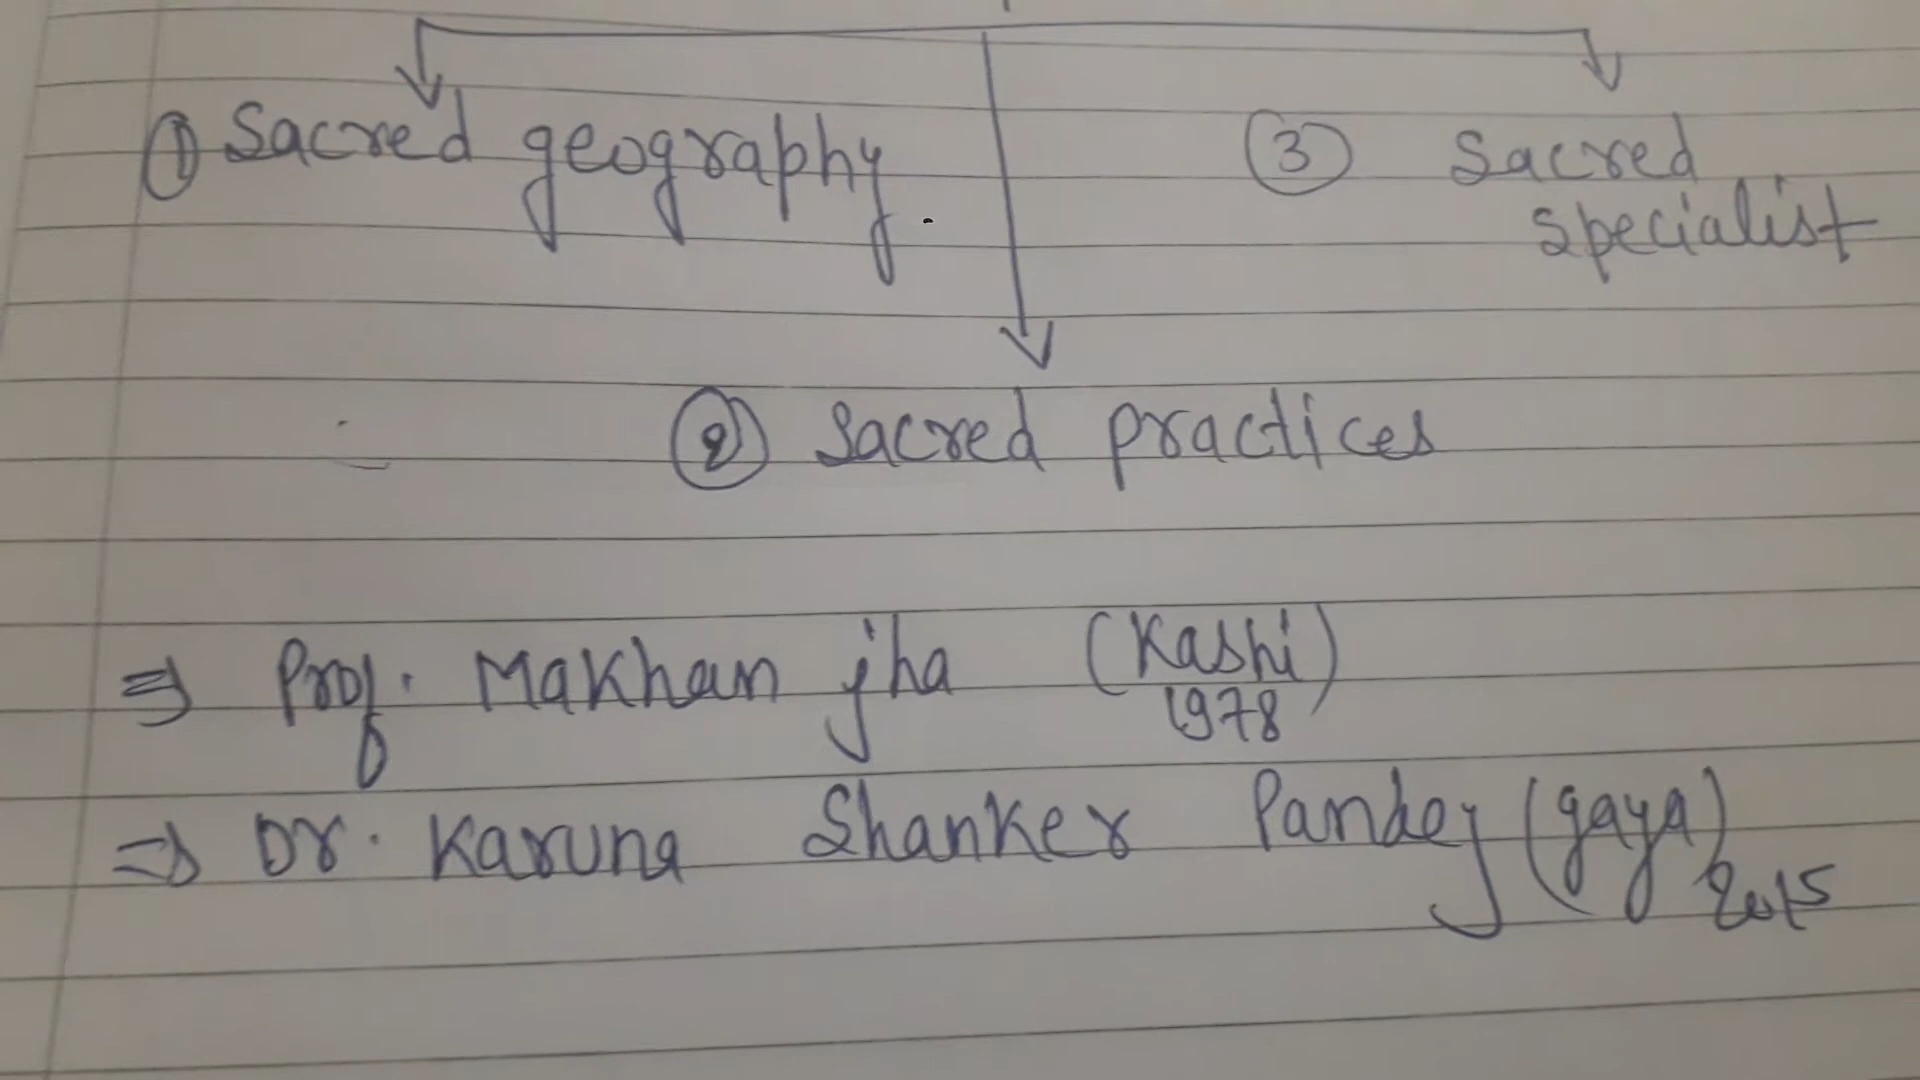 ① Sacred geography.
③ Sacred
specialist
② Sacred practices
⇒ Prof. Makhan jha (Kashi)
1978
⇒ Dr. Karuna Shanker Pandey (gaya)
2015